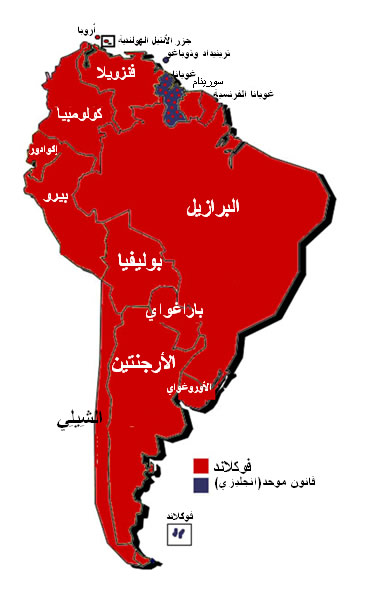 أروبا
جزر الأنتيل الهولندية
ترينيداد وتوباغو
فنزويلا
غويانا
سورينام
غويانا الفرنسية
كولومبيا
إكوادور
بيرو
البرازيل
بوليفيا
باراغواي
الأرجنتين
الأوروغواي
الشيلي
فوكلاند
قانون موحد(انجليزي)
فوكلاند